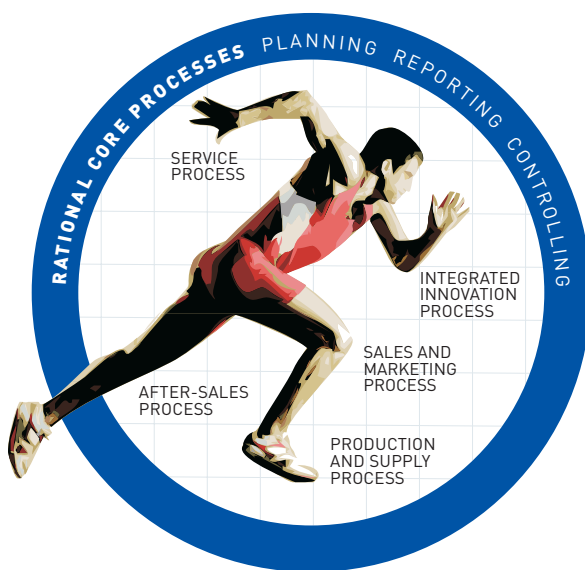 RATIONAL CORE PROCESSES PLANNING REPORTING CONTROLLING
SERVICE
PROCESS
INTEGRATED
INNOVATION
PROCESS
SALES AND
MARKETING
PROCESS
AFTER-SALES
PROCESS
PRODUCTION
AND SUPPLY
PROCESS